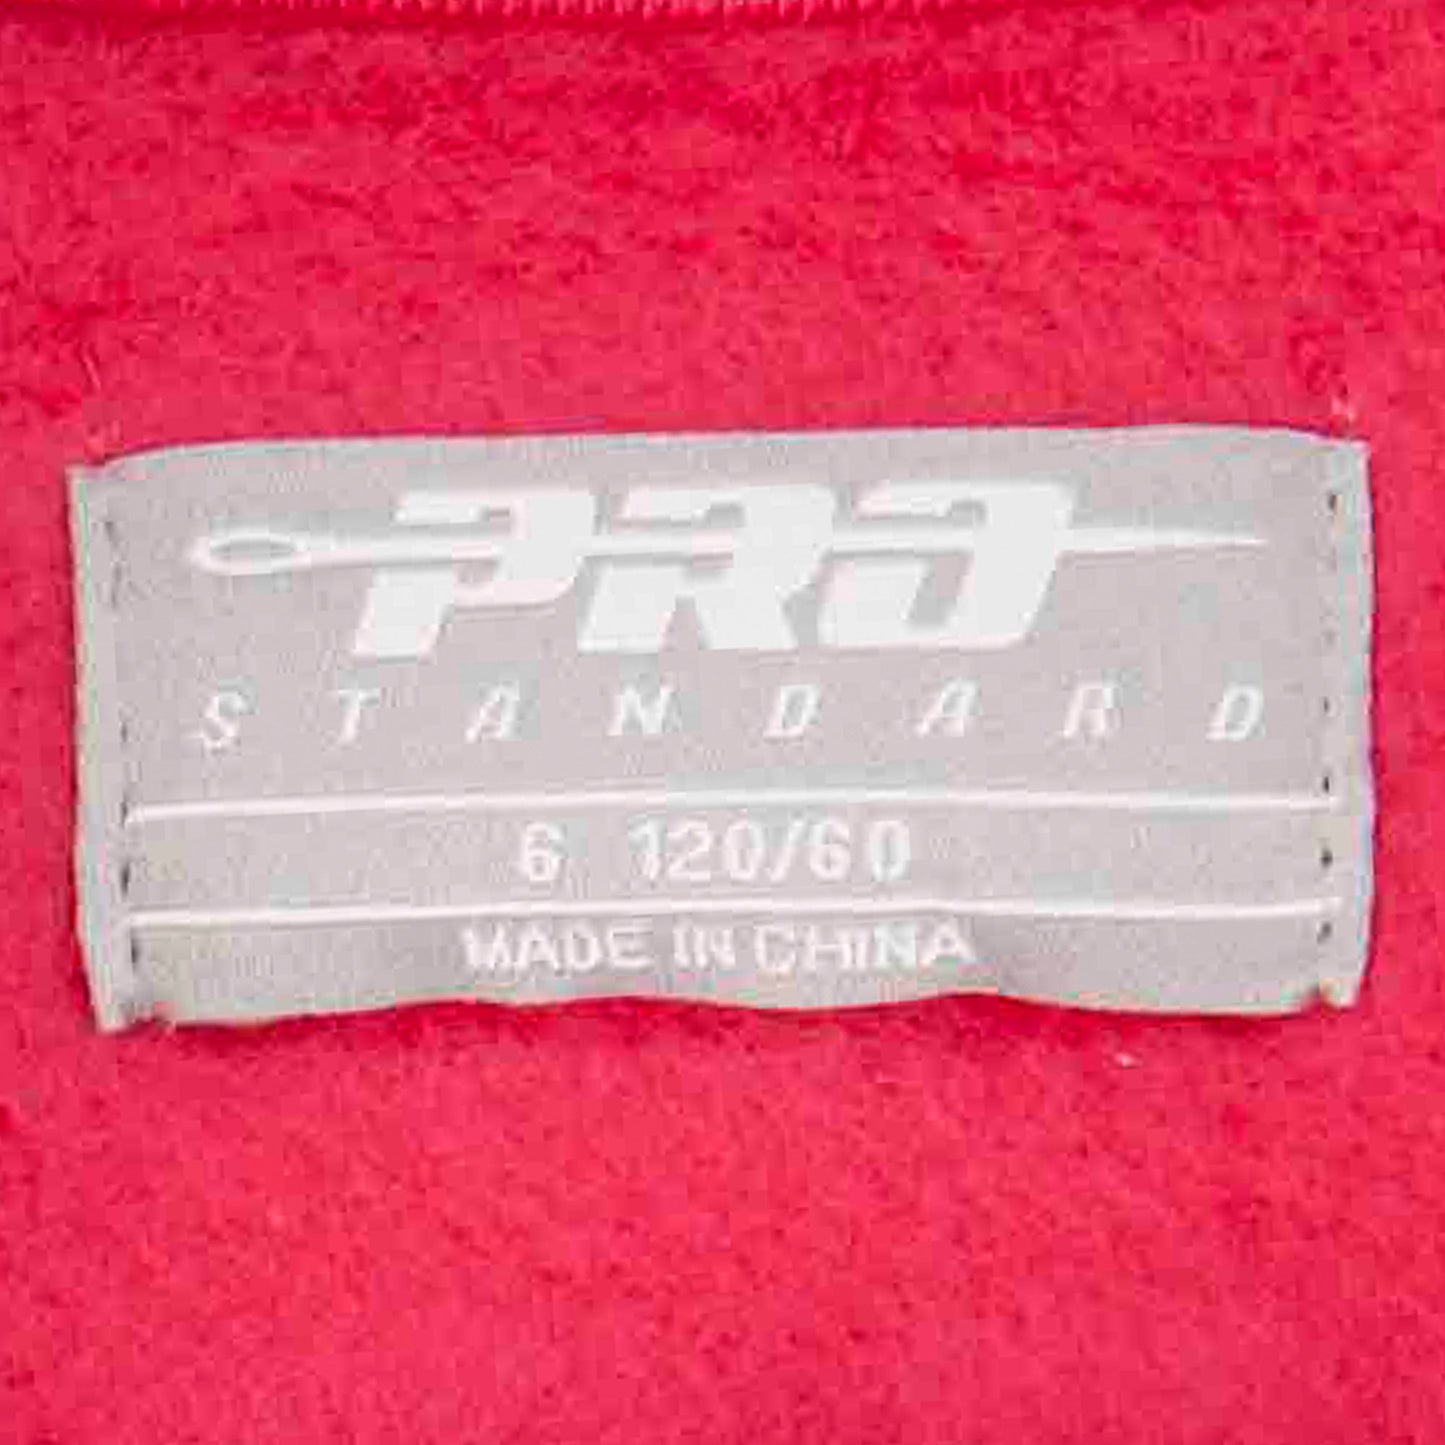 PRO
STANDARD
6 120/60
MADE IN CHINA